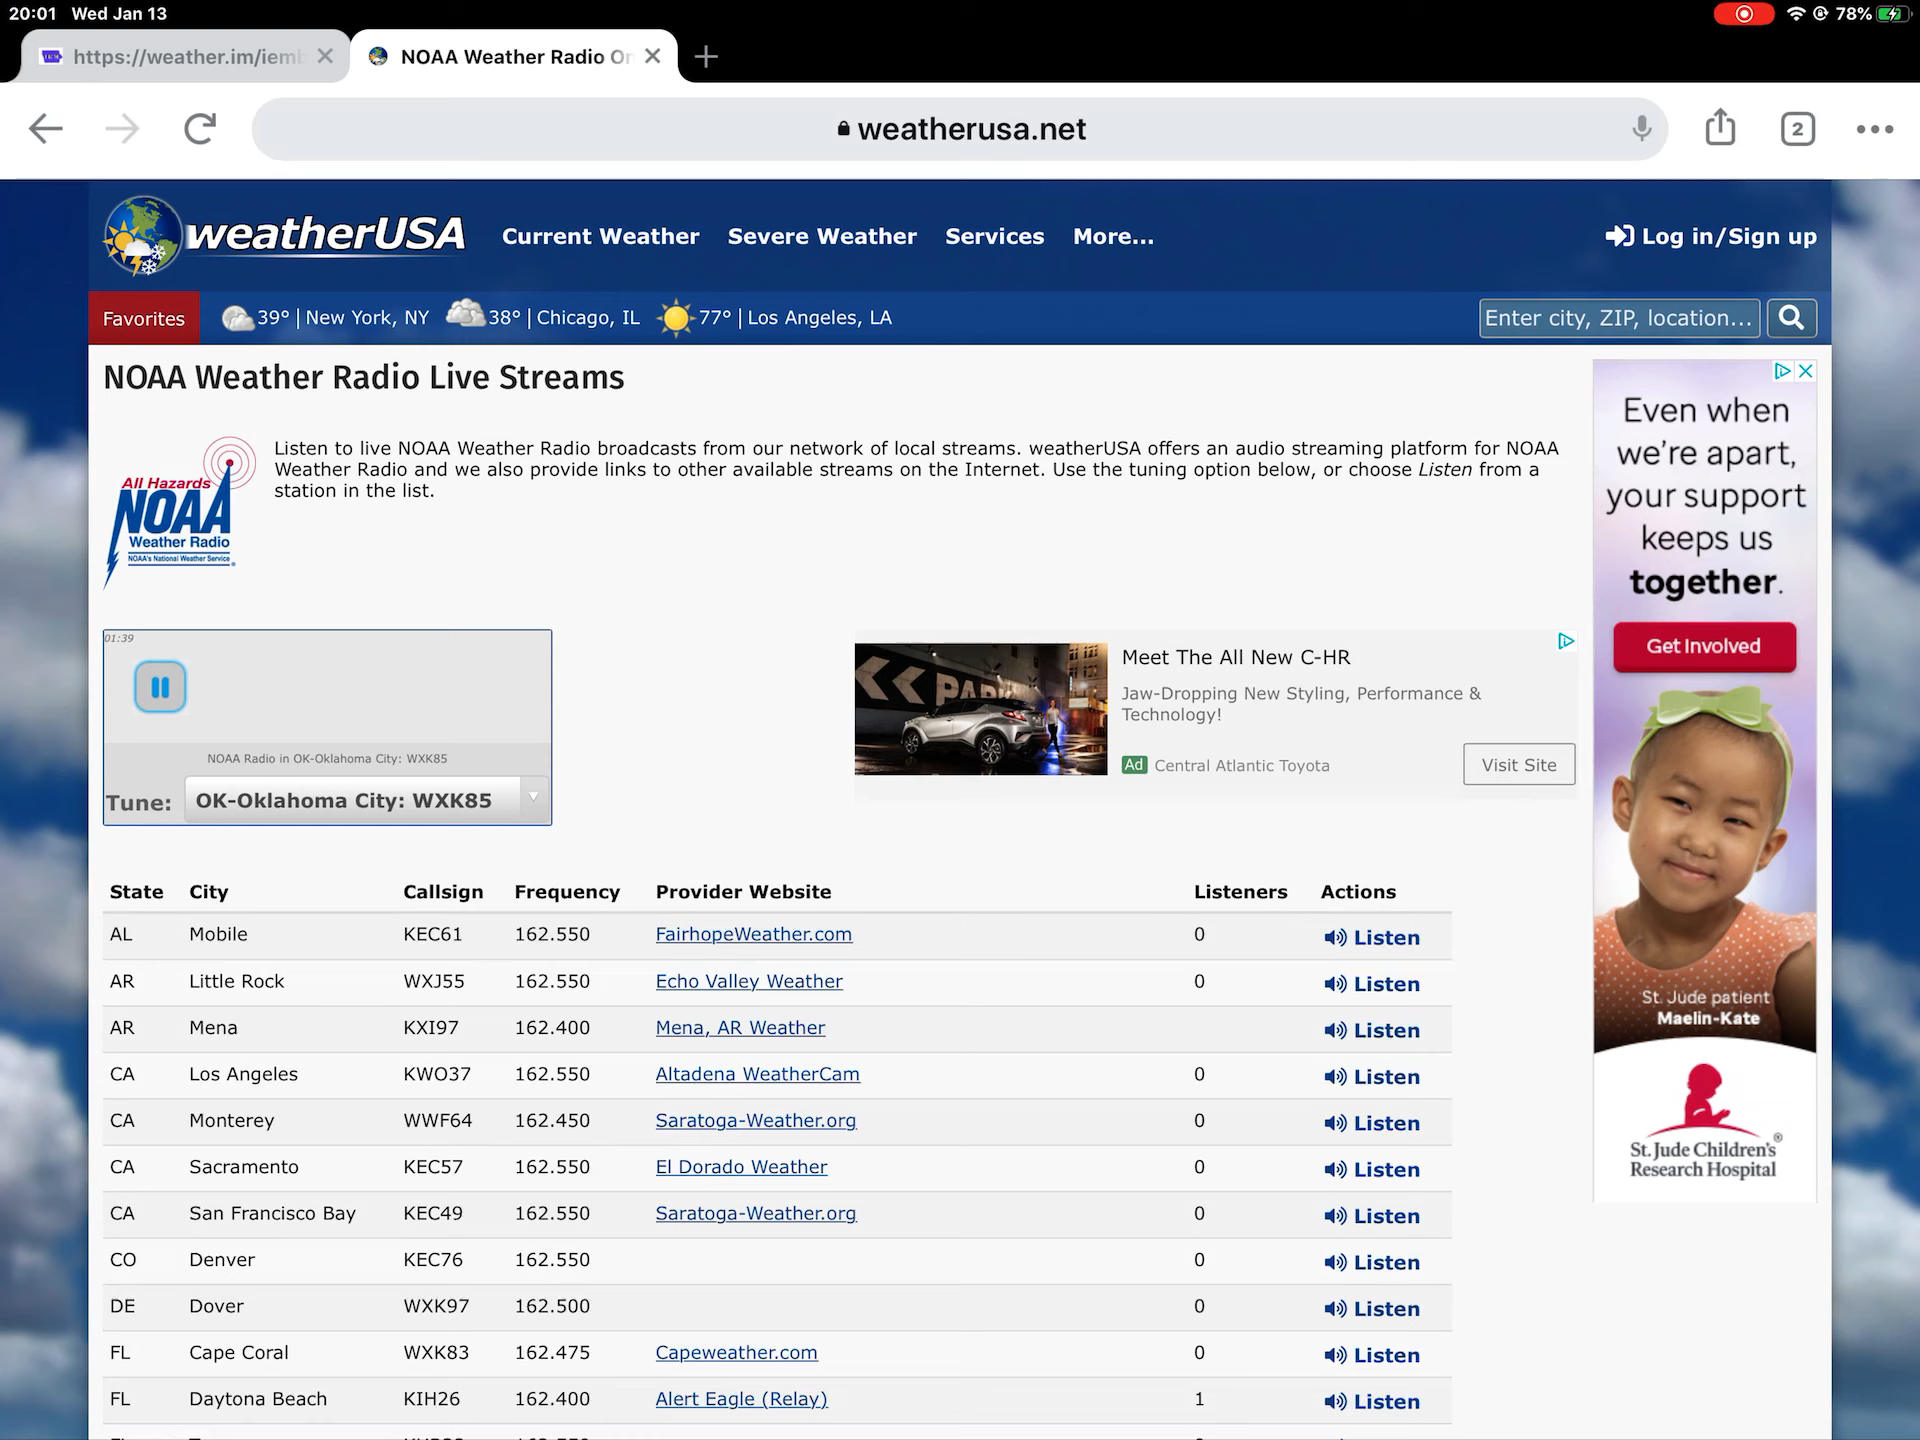 20:01 Wed Jan 13
78%
https://weather.im/iemb
NOAA Weather Radio On
weatherusa.net
2
weatherUSA
Current Weather Severe Weather Services More...
Log in/Sign up
Favorites
39° | New York, NY 38° | Chicago, IL 77° | Los Angeles, LA
Enter city, ZIP, location...
NOAA Weather Radio Live Streams
All Hazards
NOAA
Weather Radio
NOAA's National Weather Service
Listen to live NOAA Weather Radio broadcasts from our network of local streams. weatherUSA offers an audio streaming platform for NOAA
Weather Radio and we also provide links to other available streams on the Internet. Use the tuning option below, or choose Listen from a
station in the list.
01:39
NOAA Radio in OK-Oklahoma City: WXK85
Tune: OK-Oklahoma City: WXK85
Meet The All New C-HR
Jaw-Dropping New Styling, Performance &
Technology!
Ad Central Atlantic Toyota
Visit Site
Even when
we're apart,
your support
keeps us
together.
Get Involved
St. Jude patient
Maelin-Kate
St. Jude Children's®
Research Hospital
State City Callsign Frequency Provider Website Listeners Actions
AL Mobile KEC61 162.550 FairhopeWeather.com 0 Listen
AR Little Rock WXJ55 162.550 Echo Valley Weather 0 Listen
AR Mena KXI97 162.400 Mena, AR Weather Listen
CA Los Angeles KWO37 162.550 Altadena WeatherCam 0 Listen
CA Monterey WWF64 162.450 Saratoga-Weather.org 0 Listen
CA Sacramento KEC57 162.550 El Dorado Weather 0 Listen
CA San Francisco Bay KEC49 162.550 Saratoga-Weather.org 0 Listen
CO Denver KEC76 162.550 0 Listen
DE Dover WXK97 162.500 0 Listen
FL Cape Coral WXK83 162.475 Capeweather.com 0 Listen
FL Daytona Beach KIH26 162.400 Alert Eagle (Relay) 1 Listen